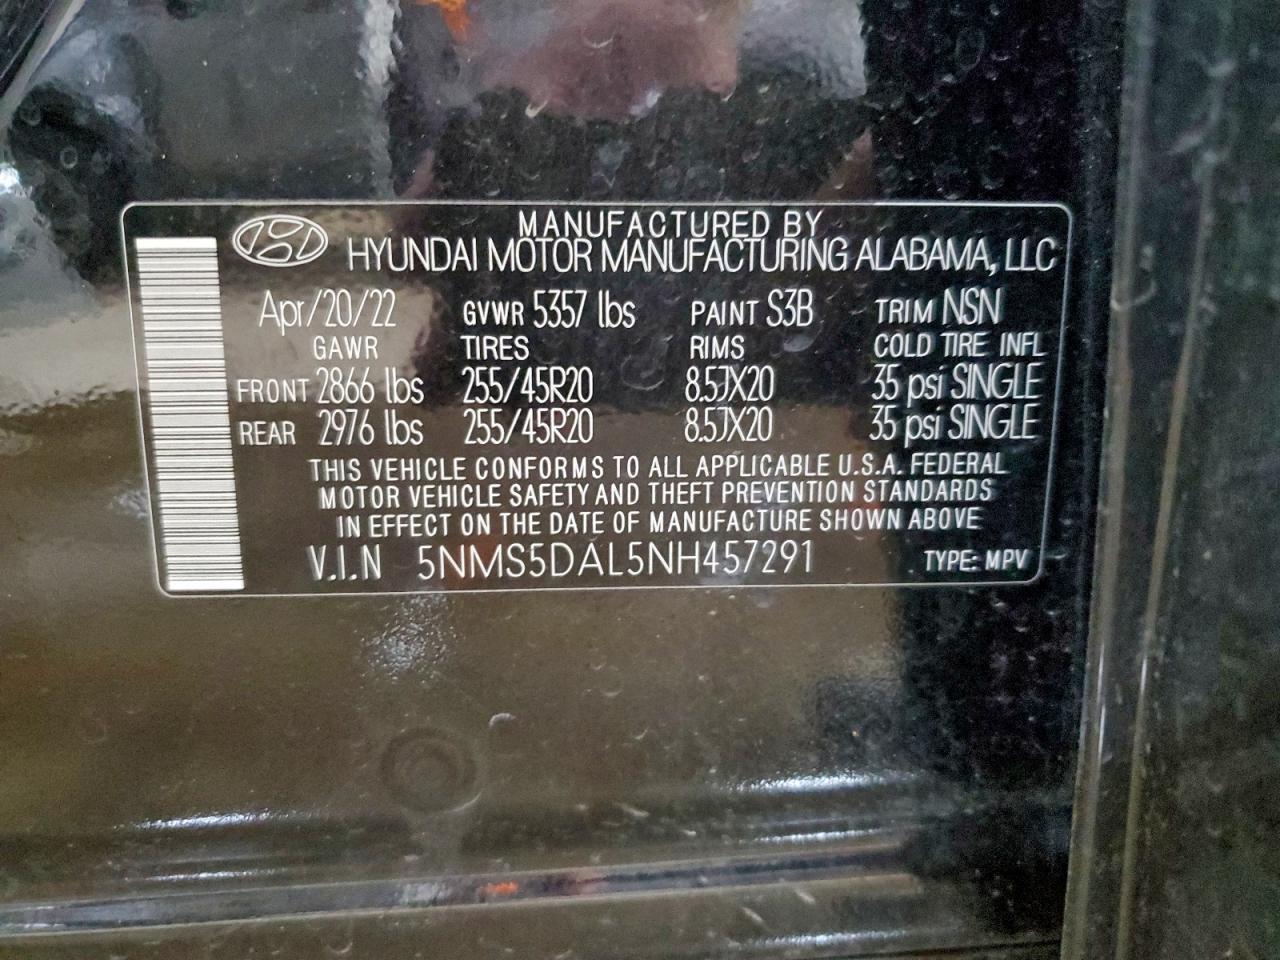 MANUFACTURED BY
HYUNDAI MOTOR MANUFACTURING ALABAMA, LLC
Apr/20/22 GVWR 5357 lbs PAINT S3B TRIM NSN
GAWR TIRES RIMS COLD TIRE INFL
FRONT 2866 lbs 255/45R20 8.5JX20 35 psi SINGLE
REAR 2976 lbs 255/45R20 8.5JX20 35 psi SINGLE
THIS VEHICLE CONFORMS TO ALL APPLICABLE U.S.A. FEDERAL
MOTOR VEHICLE SAFETY AND THEFT PREVENTION STANDARDS
IN EFFECT ON THE DATE OF MANUFACTURE SHOWN ABOVE
V.I.N 5NMS5DAL5NH457291 TYPE: MPV